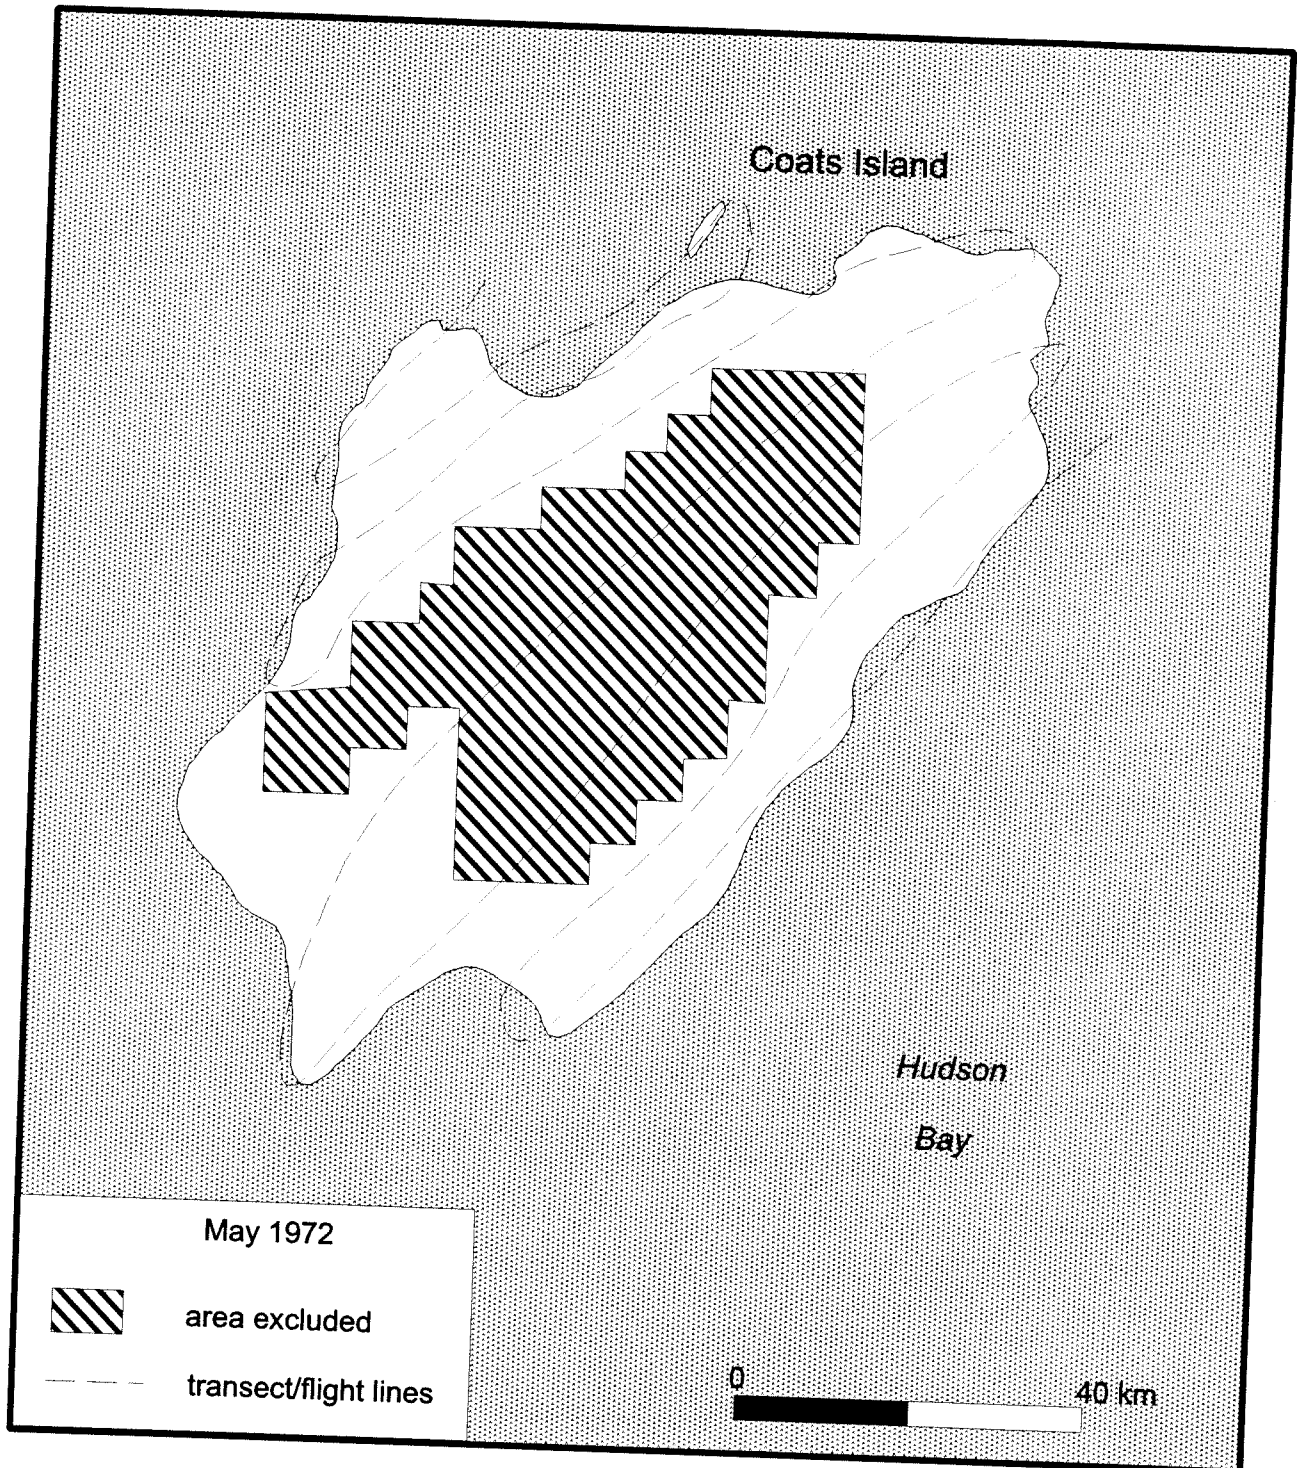 Coats Island
Hudson
Bay
May 1972
area excluded
transect/flight lines
0
40 km